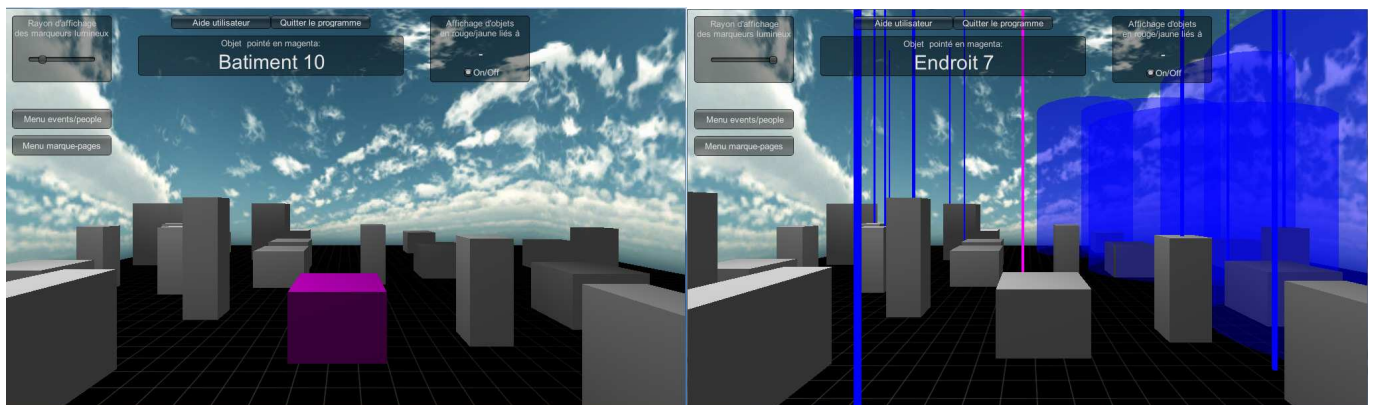 Rayon d'affichage
des marqueurs lumineux
Aide utilisateur
Quitter le programme
Objet pointé en magenta:
Batiment 10
Affichage d'objets
en rouge/jaune liés à
-
On/Off
Menu events/people
Menu marque-pages
Rayon d'affichage
des marqueurs lumineux
Aide utilisateur
Quitter le programme
Objet pointé en magenta:
Endroit 7
Affichage d'objets
en rouge/jaune liés à
-
On/Off
Menu events/people
Menu marque-pages